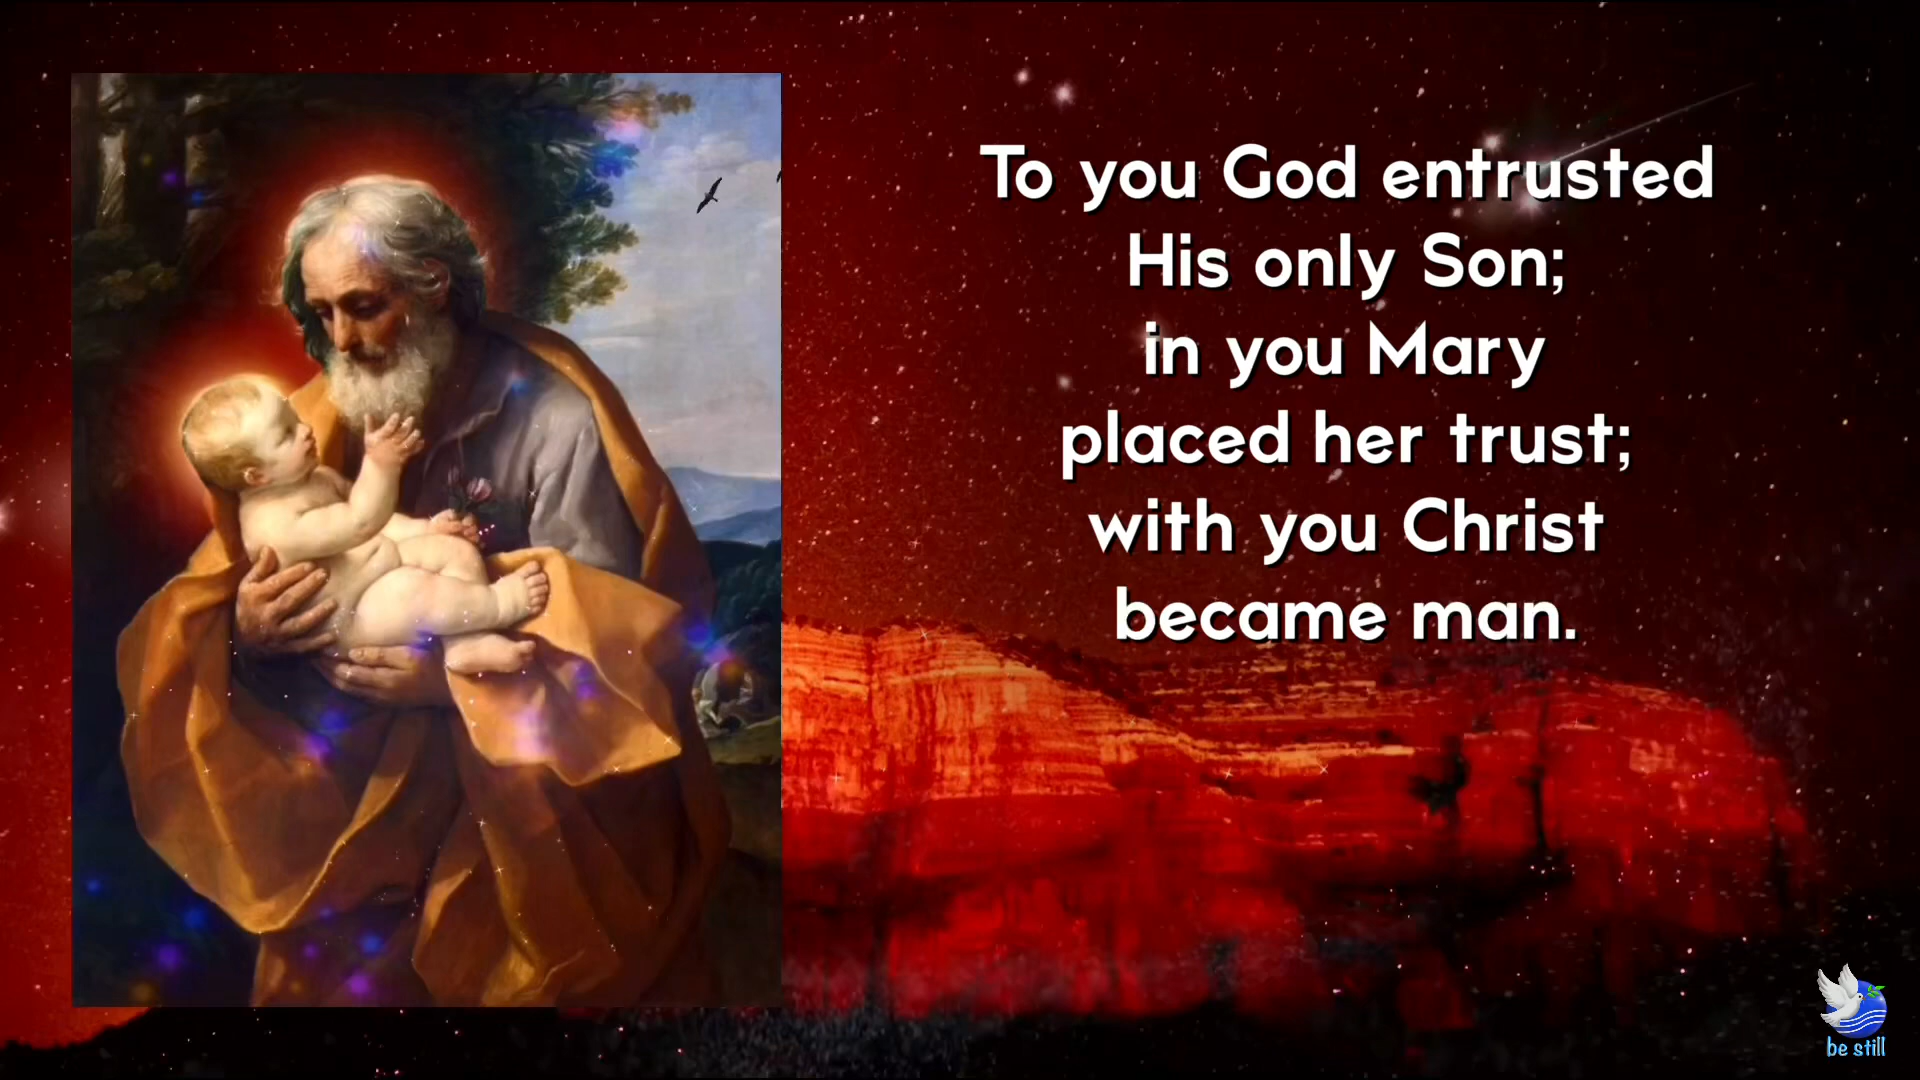 To you God entrusted
His only Son;
in you Mary
placed her trust;
with you Christ
became man.
be still